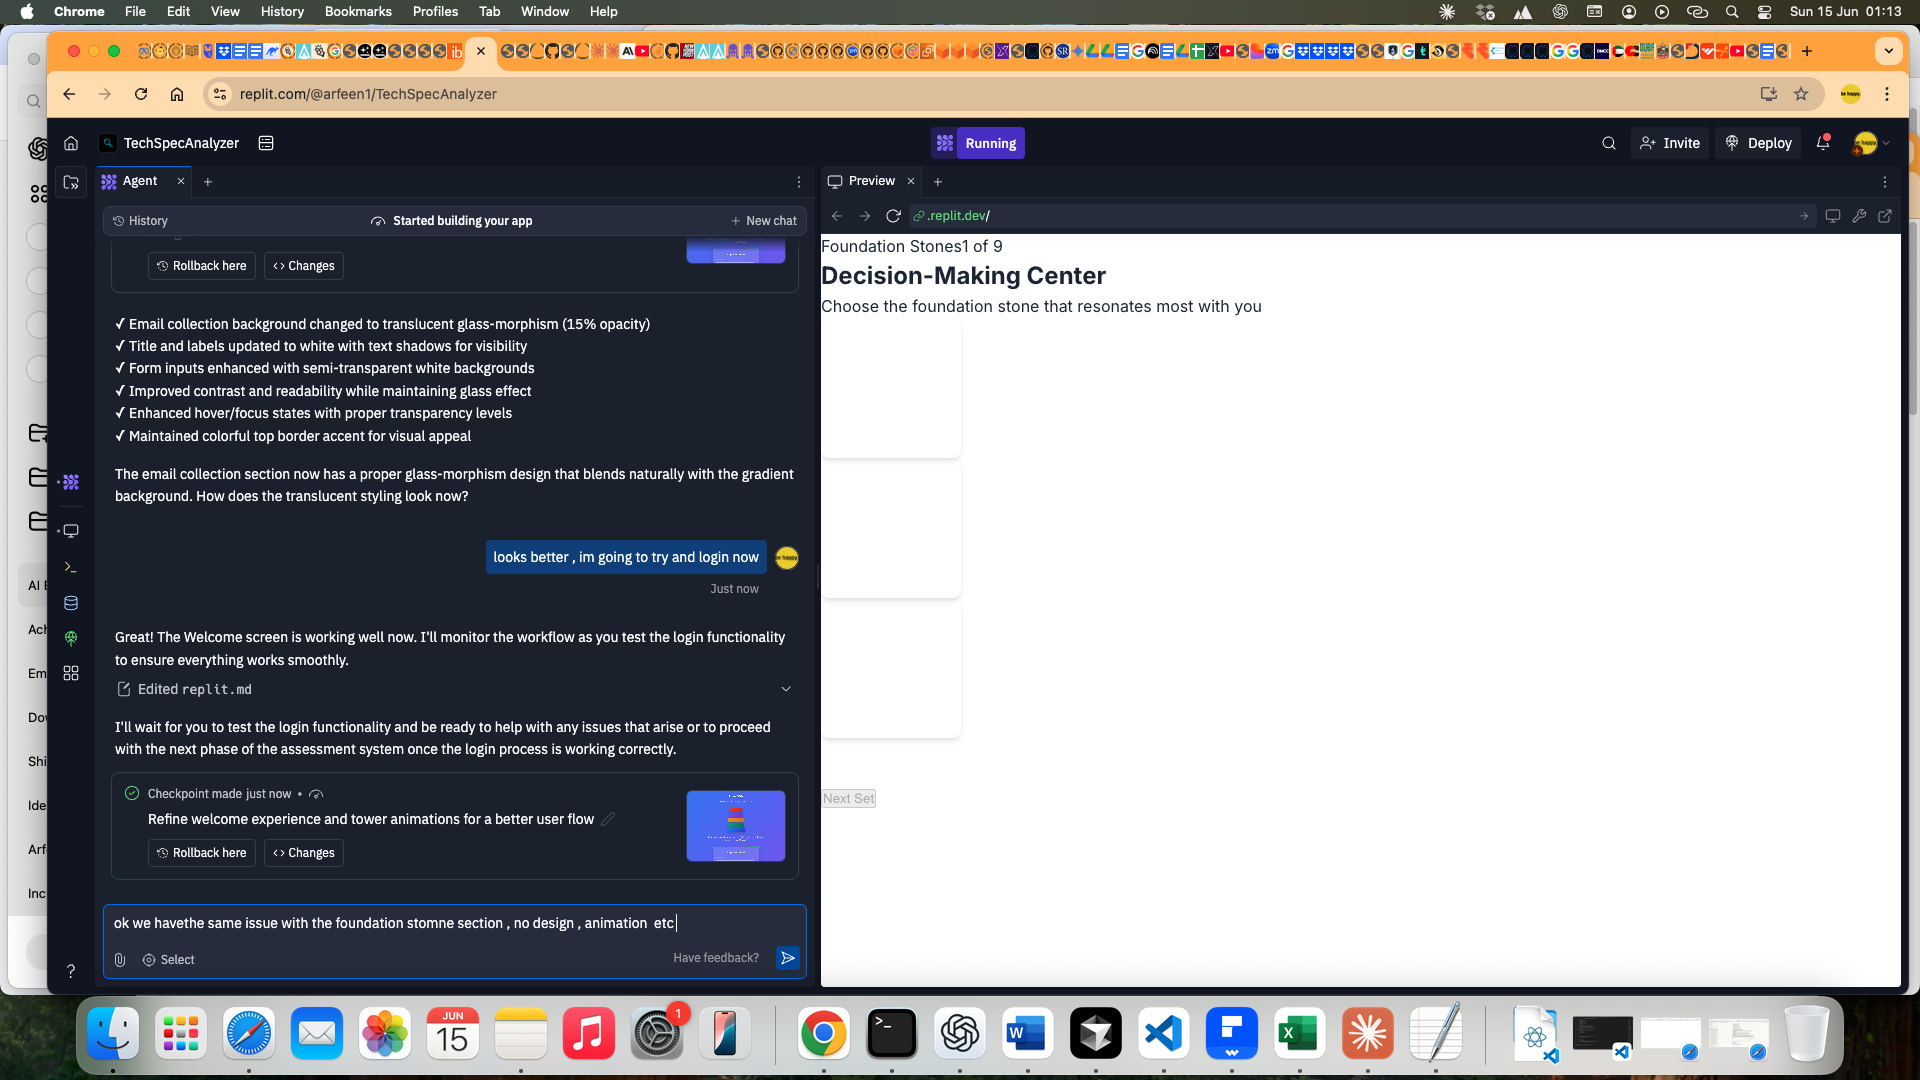 Chrome File Edit View History Bookmarks Profiles Tab Window Help Sun 15 Jun 01:13
replit.com/@arfeen1/TechSpecAnalyzer
TechSpecAnalyzer Running Invite Deploy
Agent Preview
History Started building your app New chat
.replit.dev/
Rollback here Changes
✓ Email collection background changed to translucent glass-morphism (15% opacity)
✓ Title and labels updated to white with text shadows for visibility
✓ Form inputs enhanced with semi-transparent white backgrounds
✓ Improved contrast and readability while maintaining glass effect
✓ Enhanced hover/focus states with proper transparency levels
✓ Maintained colorful top border accent for visual appeal
The email collection section now has a proper glass-morphism design that blends naturally with the gradient
background. How does the translucent styling look now?
looks better , im going to try and login now
be happy.
Just now
Great! The Welcome screen is working well now. I'll monitor the workflow as you test the login functionality
to ensure everything works smoothly.
Edited replit.md
I'll wait for you to test the login functionality and be ready to help with any issues that arise or to proceed
with the next phase of the assessment system once the login process is working correctly.
Checkpoint made just now •
Refine welcome experience and tower animations for a better user flow
Rollback here Changes
ok we havethe same issue with the foundation stomne section , no design , animation etc
Select Have feedback?
Foundation Stones1 of 9
Decision-Making Center
Choose the foundation stone that resonates most with you
Next Set
AI
Ach
Em
Dov
Shi
Ide
Arf
Inc
JUN
15
1